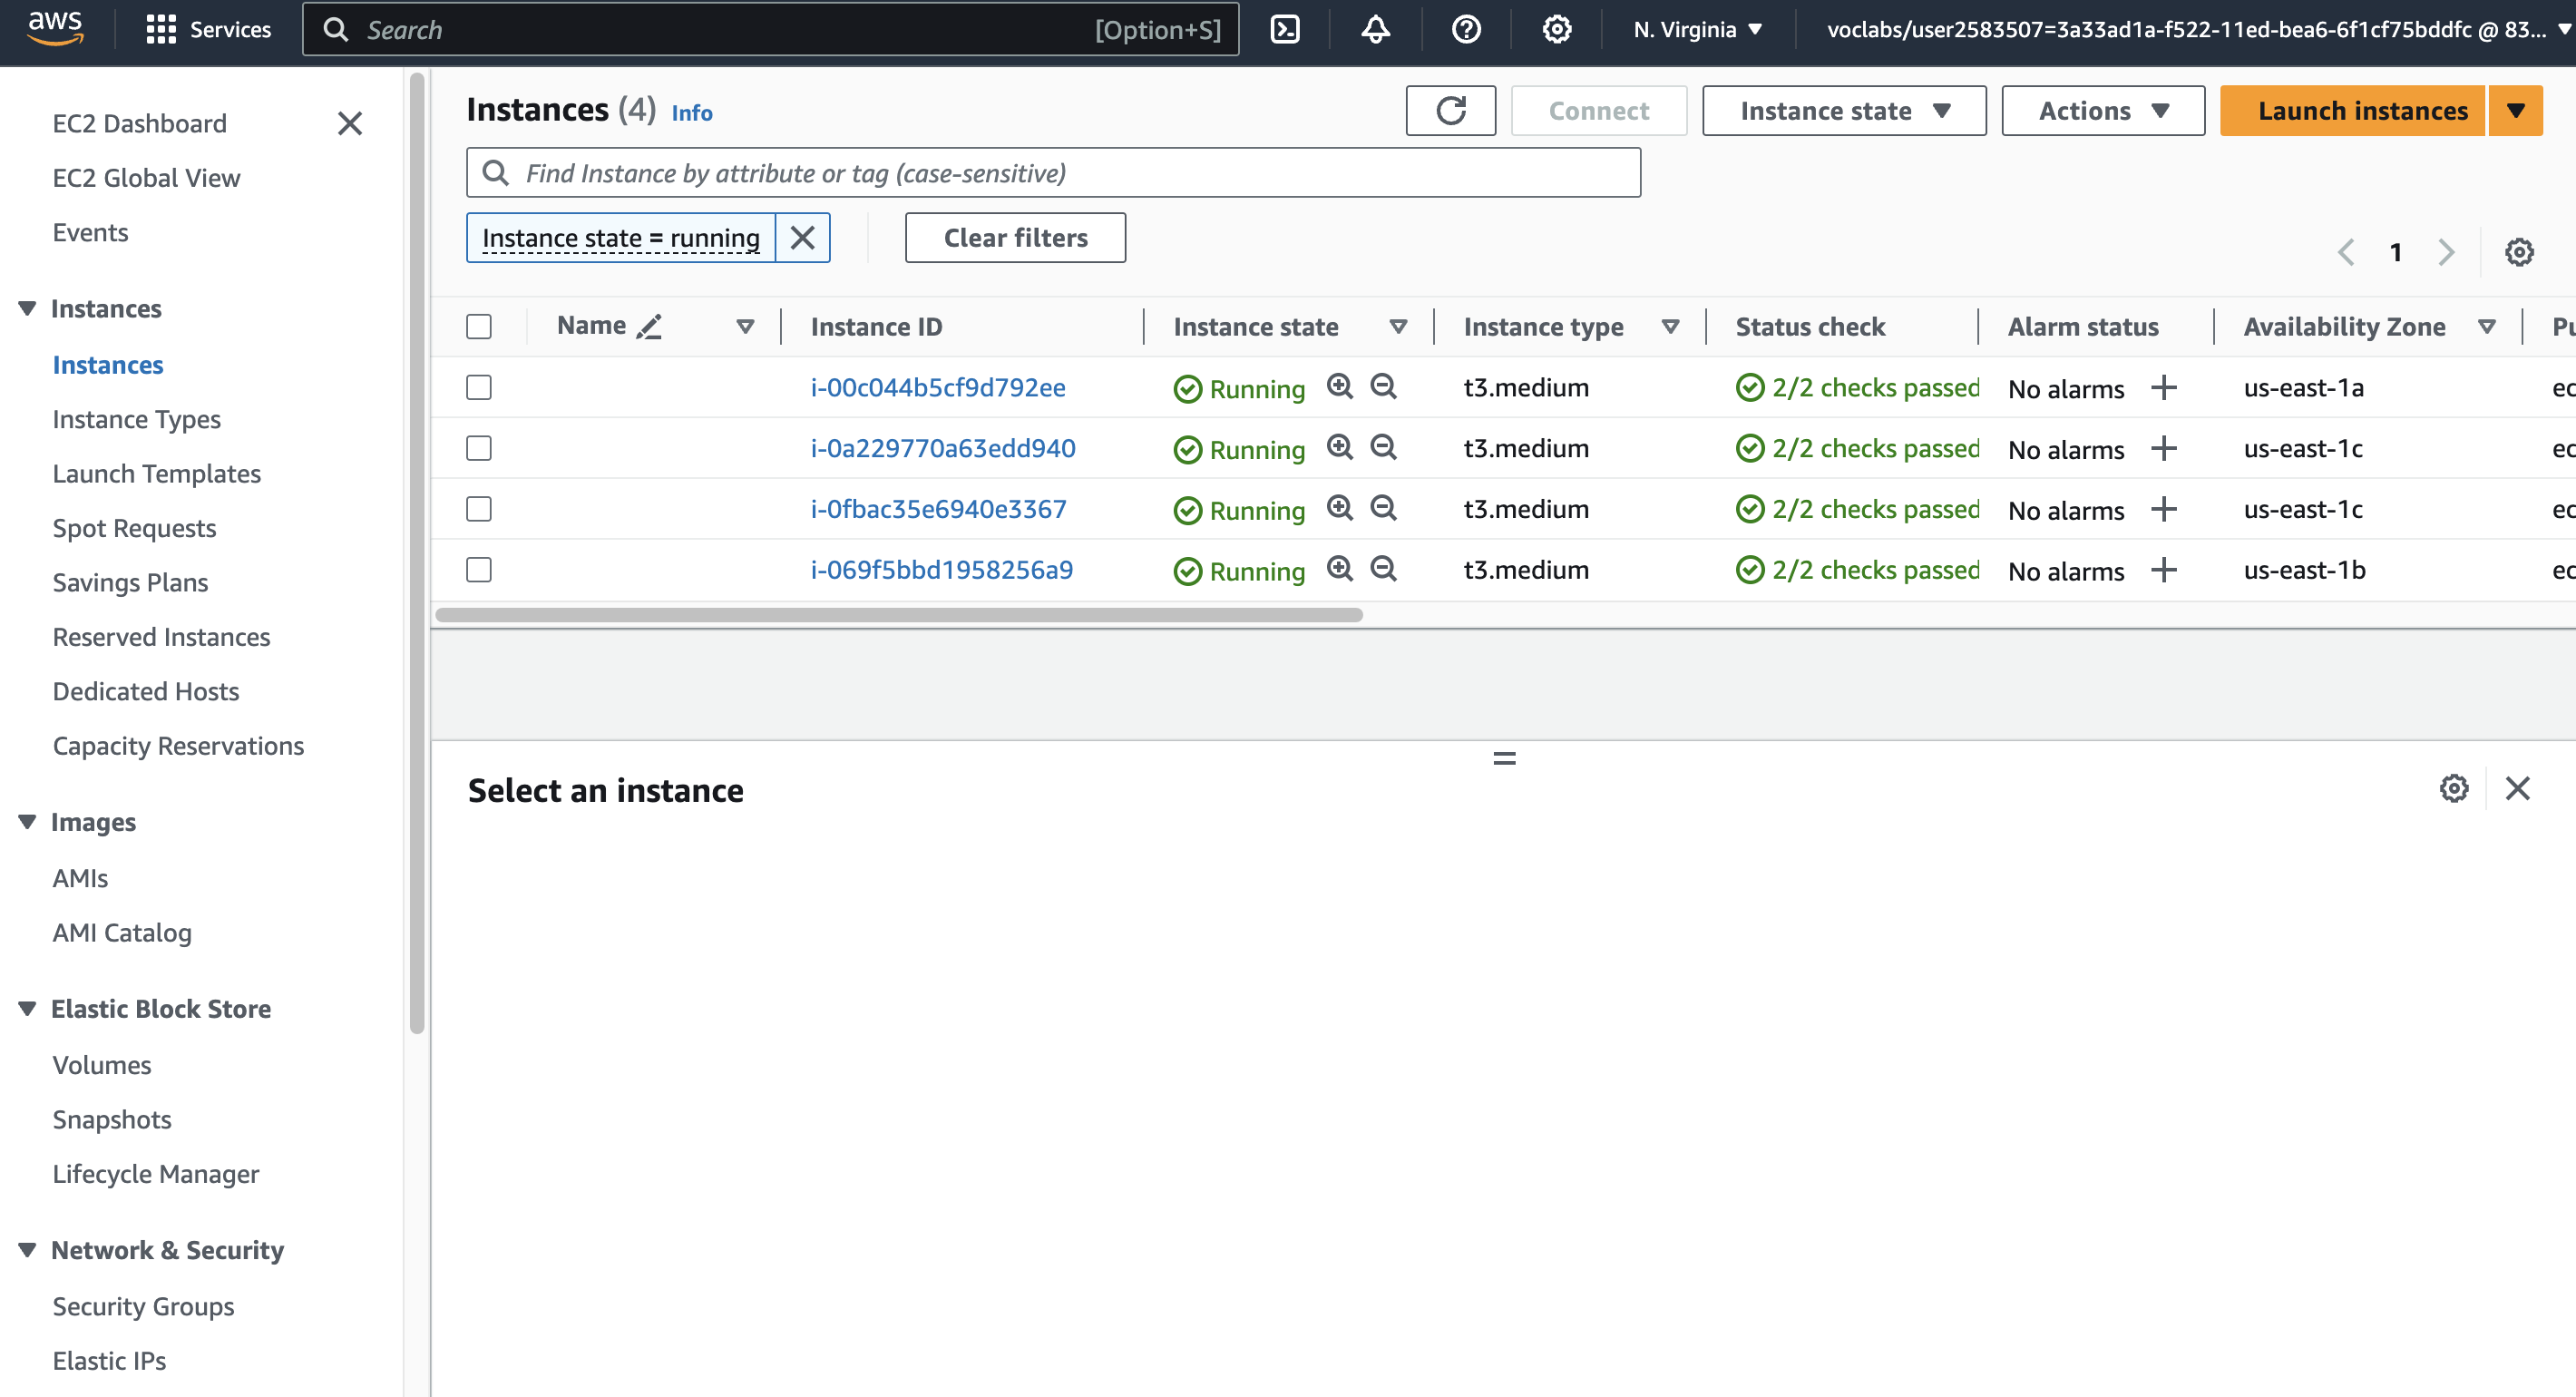 aws Services Search [Option+S] N. Virginia voclabs/user2583507=3a33ad1a-f522-11ed-bea6-6f1cf75bddfc @ 83...
EC2 Dashboard
EC2 Global View
Events
Instances
Instances
Instance Types
Launch Templates
Spot Requests
Savings Plans
Reserved Instances
Dedicated Hosts
Capacity Reservations
Images
AMIs
AMI Catalog
Elastic Block Store
Volumes
Snapshots
Lifecycle Manager
Network & Security
Security Groups
Elastic IPs
Instances (4) Info Connect Instance state Actions Launch instances
Find Instance by attribute or tag (case-sensitive)
Instance state = running Clear filters
1
Name Instance ID Instance state Instance type Status check Alarm status Availability Zone
i-00c044b5cf9d792ee Running t3.medium 2/2 checks passed No alarms us-east-1a
i-0a229770a63edd940 Running t3.medium 2/2 checks passed No alarms us-east-1c
i-0fbac35e6940e3367 Running t3.medium 2/2 checks passed No alarms us-east-1c
i-069f5bbd1958256a9 Running t3.medium 2/2 checks passed No alarms us-east-1b
Select an instance